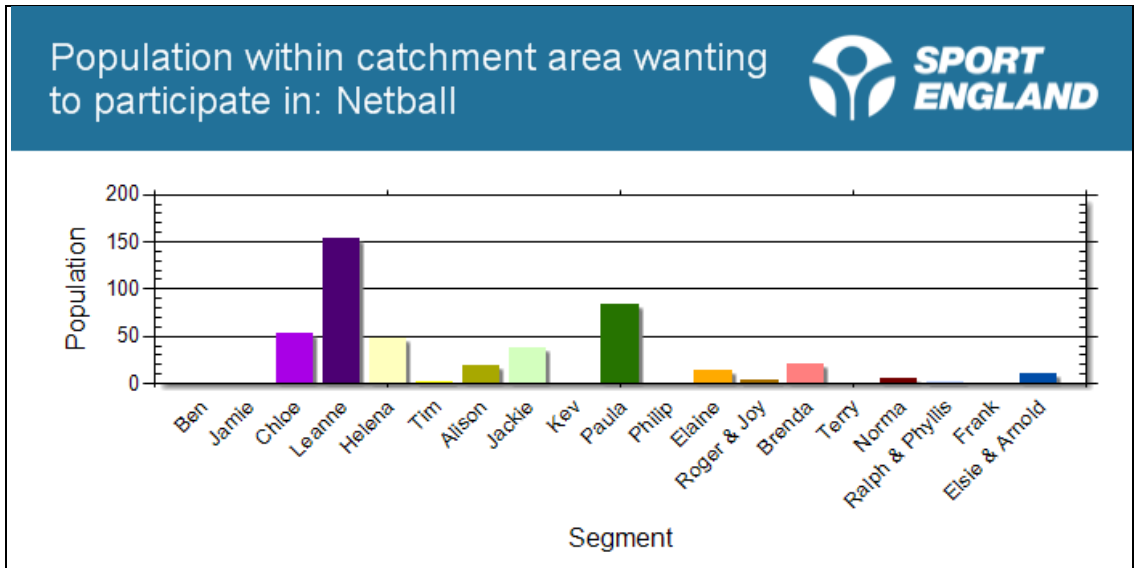 Population within catchment area wanting
to participate in: Netball
SPORT
ENGLAND
200
150
100
50
0
Population
Ben
Jamie
Chloe
Leanne
Helena
Tim
Alison
Jackie
Kev
Paula
Philip
Elaine
Roger & Joy
Brenda
Terry
Norma
Ralph & Phyllis
Frank
Elsie & Arnold
Segment